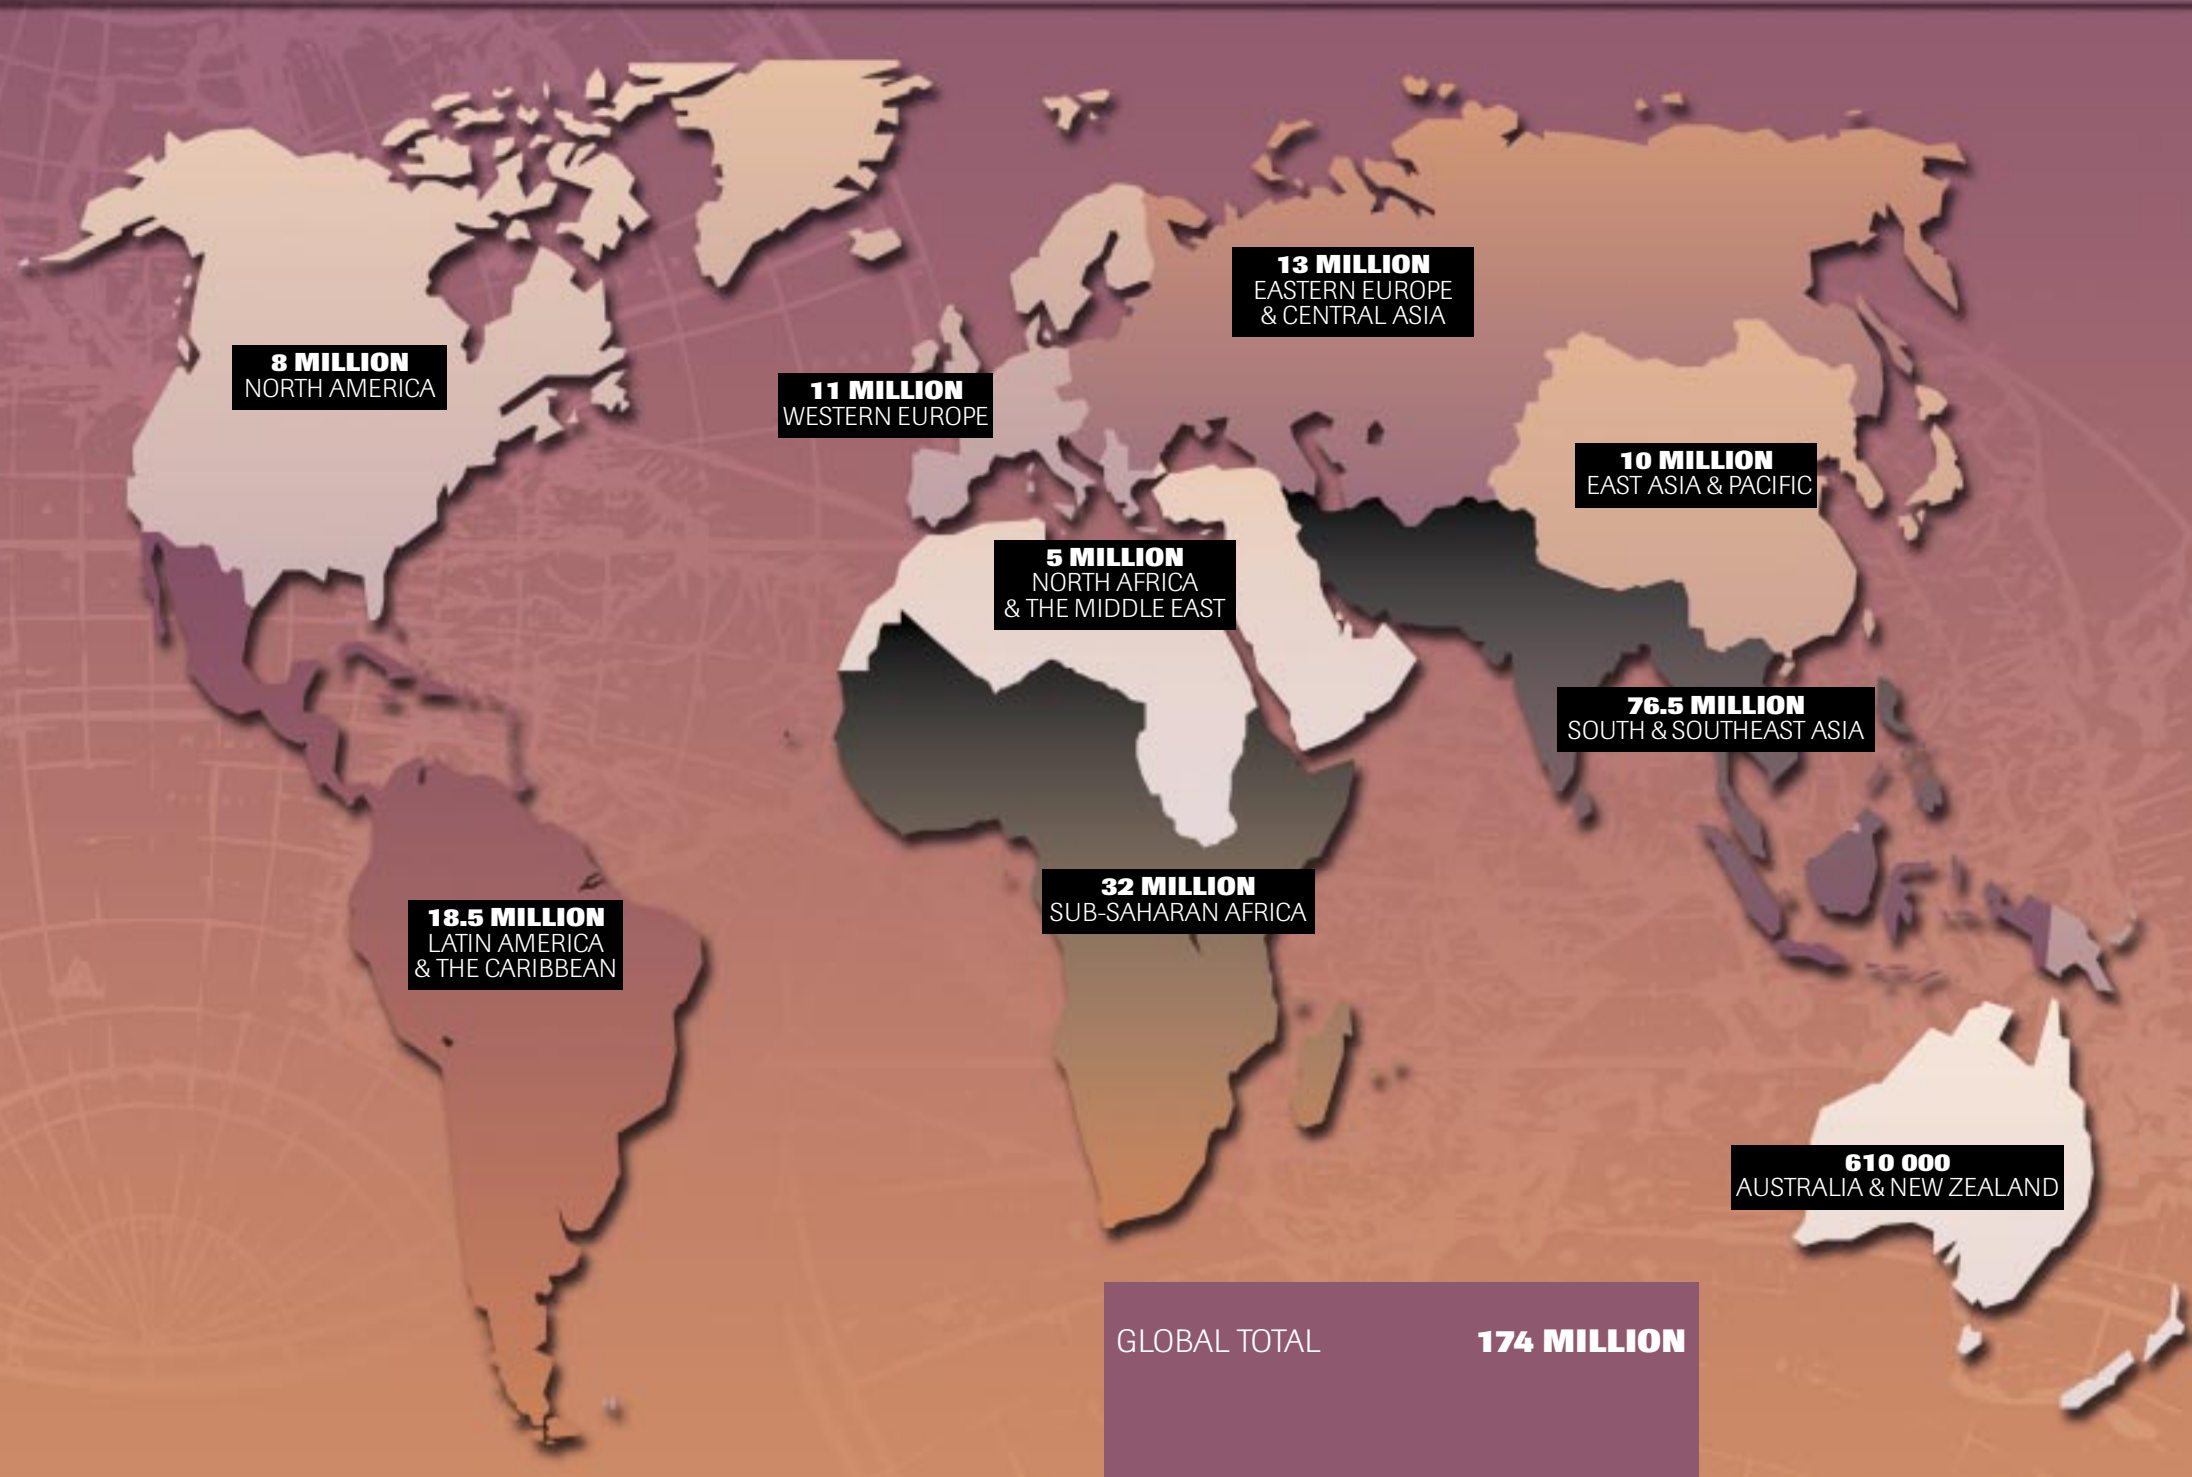 13 MILLION
EASTERN EUROPE
& CENTRAL ASIA
8 MILLION
NORTH AMERICA
11 MILLION
WESTERN EUROPE
10 MILLION
EAST ASIA & PACIFIC
5 MILLION
NORTH AFRICA
& THE MIDDLE EAST
76.5 MILLION
SOUTH & SOUTHEAST ASIA
32 MILLION
SUB-SAHARAN AFRICA
18.5 MILLION
LATIN AMERICA
& THE CARIBBEAN
610 000
AUSTRALIA & NEW ZEALAND
GLOBAL TOTAL 174 MILLION